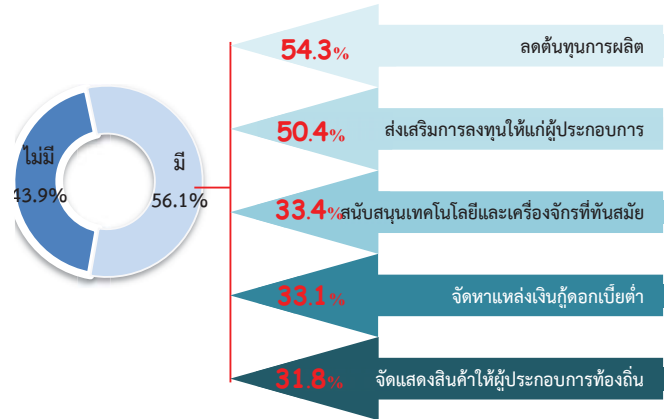 54.3%
ลดต้นทุนการผลิต
50.4%
ส่งเสริมการลงทุนให้แก่ผู้ประกอบการ
ไม่มี
43.9%
มี
56.1%
33.4%
สนับสนุนเทคโนโลยีและเครื่องจักรที่ทันสมัย
33.1%
จัดหาแหล่งเงินกู้ดอกเบี้ยต่ำ
31.8%
จัดแสดงสินค้าให้ผู้ประกอบการท้องถิ่น